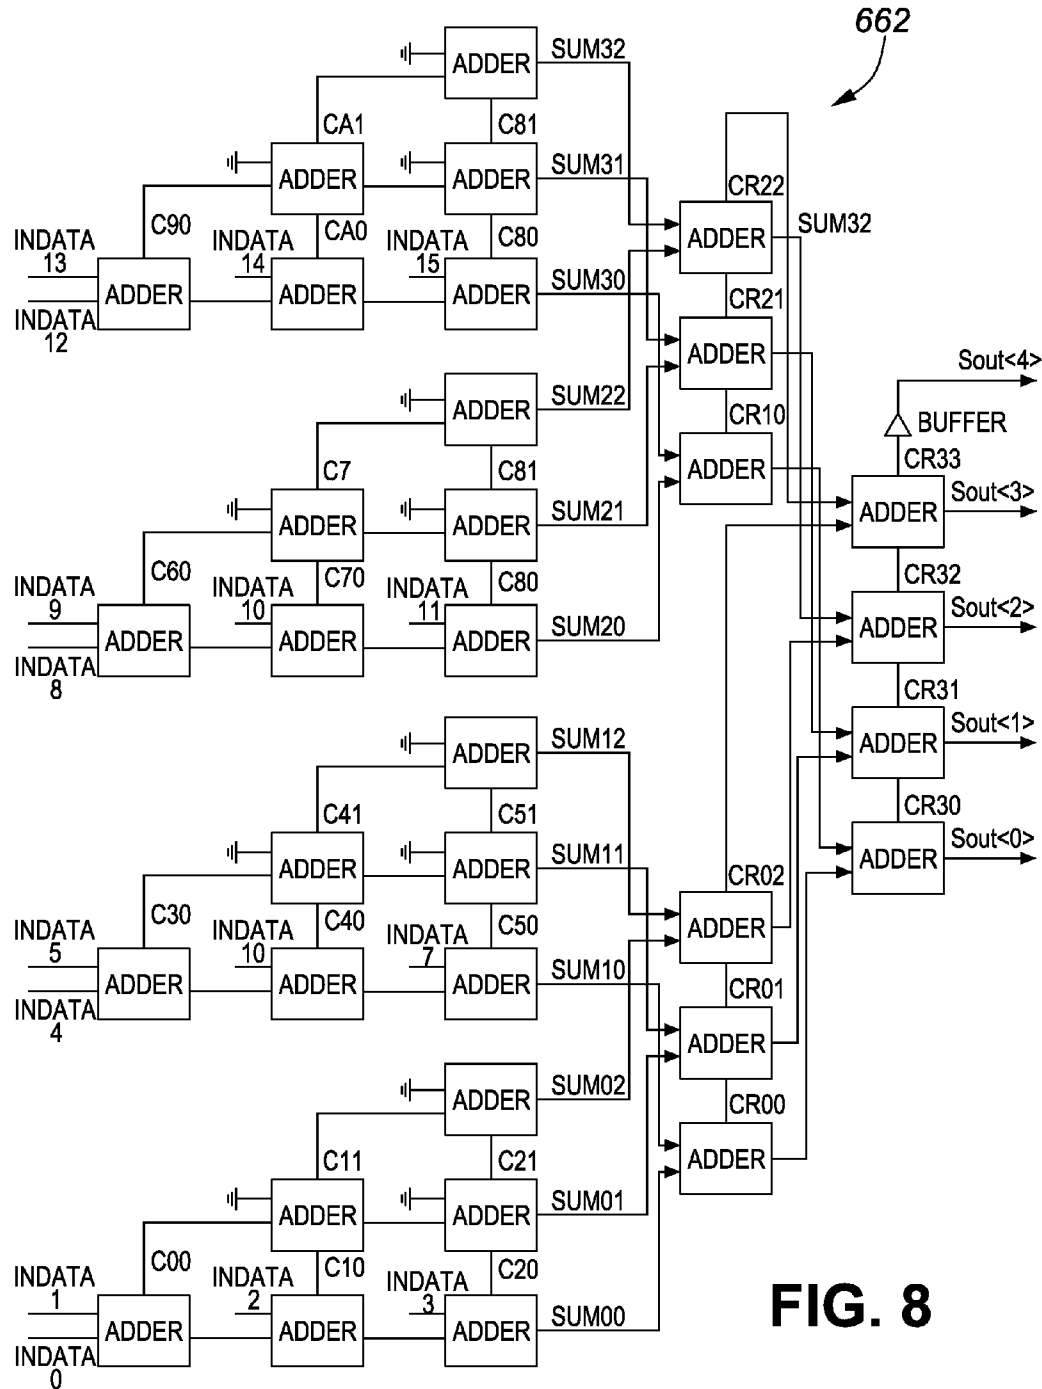 662
ADDER
SUM32
CA1
C81
ADDER
ADDER
SUM31
CR22
C90
CA0
C80
INDATA
13
INDATA
14
INDATA
15
ADDER
SUM32
ADDER
ADDER
ADDER
SUM30
INDATA
12
CR21
ADDER
SUM22
ADDER
Sout<4>
CR10
BUFFER
C7
C81
ADDER
CR33
ADDER
ADDER
SUM21
ADDER
Sout<3>
C60
C70
C80
CR32
INDATA
9
INDATA
10
INDATA
11
ADDER
Sout<2>
ADDER
ADDER
ADDER
SUM20
INDATA
8
CR31
ADDER
SUM12
ADDER
Sout<1>
C41
C51
CR30
ADDER
ADDER
SUM11
ADDER
Sout<0>
CR02
C30
C40
C50
INDATA
5
INDATA
10
INDATA
7
ADDER
ADDER
ADDER
ADDER
SUM10
INDATA
4
CR01
ADDER
ADDER
SUM02
CR00
C11
C21
ADDER
ADDER
ADDER
SUM01
C00
C10
C20
INDATA
1
INDATA
2
INDATA
3
ADDER
ADDER
ADDER
SUM00
INDATA
0
FIG. 8